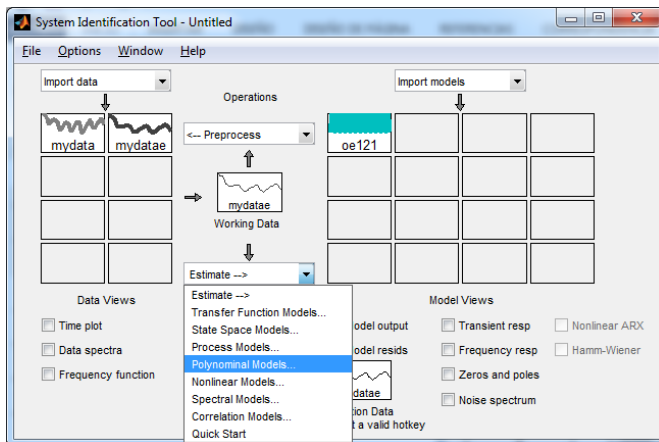 System Identification Tool - Untitled
File Options Window Help
Import data
Import models
Operations
mydata
mydatae
<-- Preprocess
oe121
mydatae
Working Data
Estimate -->
Data Views
Model Views
Estimate -->
Transfer Function Models...
State Space Models...
Process Models...
Polynominal Models...
Nonlinear Models...
Spectral Models...
Correlation Models...
Quick Start
Time plot
Data spectra
Frequency function
odel output
odel resids
Transient resp
Frequency resp
Zeros and poles
Noise spectrum
Nonlinear ARX
Hamm-Wiener
datae
tion Data
t a valid hotkey